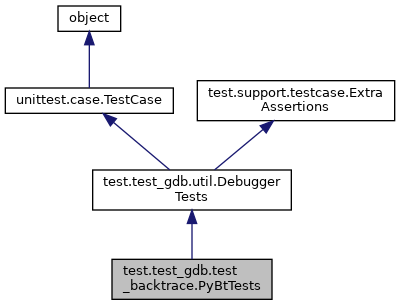 object
unittest.case.TestCase
test.support.testcase.Extra
Assertions
test.test_gdb.util.Debugger
Tests
test.test_gdb.test
_backtrace.PyBtTests